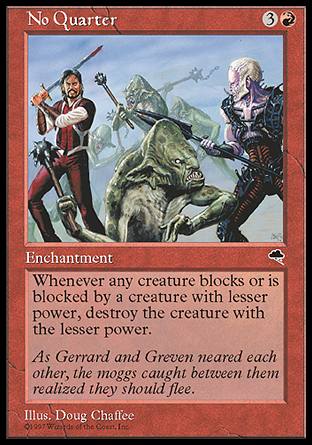 No Quarter 3
Enchantment
Whenever any creature blocks or is
blocked by a creature with lesser
power, destroy the creature with
the lesser power.
As Gerrard and Greven neared each
other, the moggs caught between them
realized they should flee.
Illus. Doug Chaffee
©1997 Wizards of the Coast, Inc.